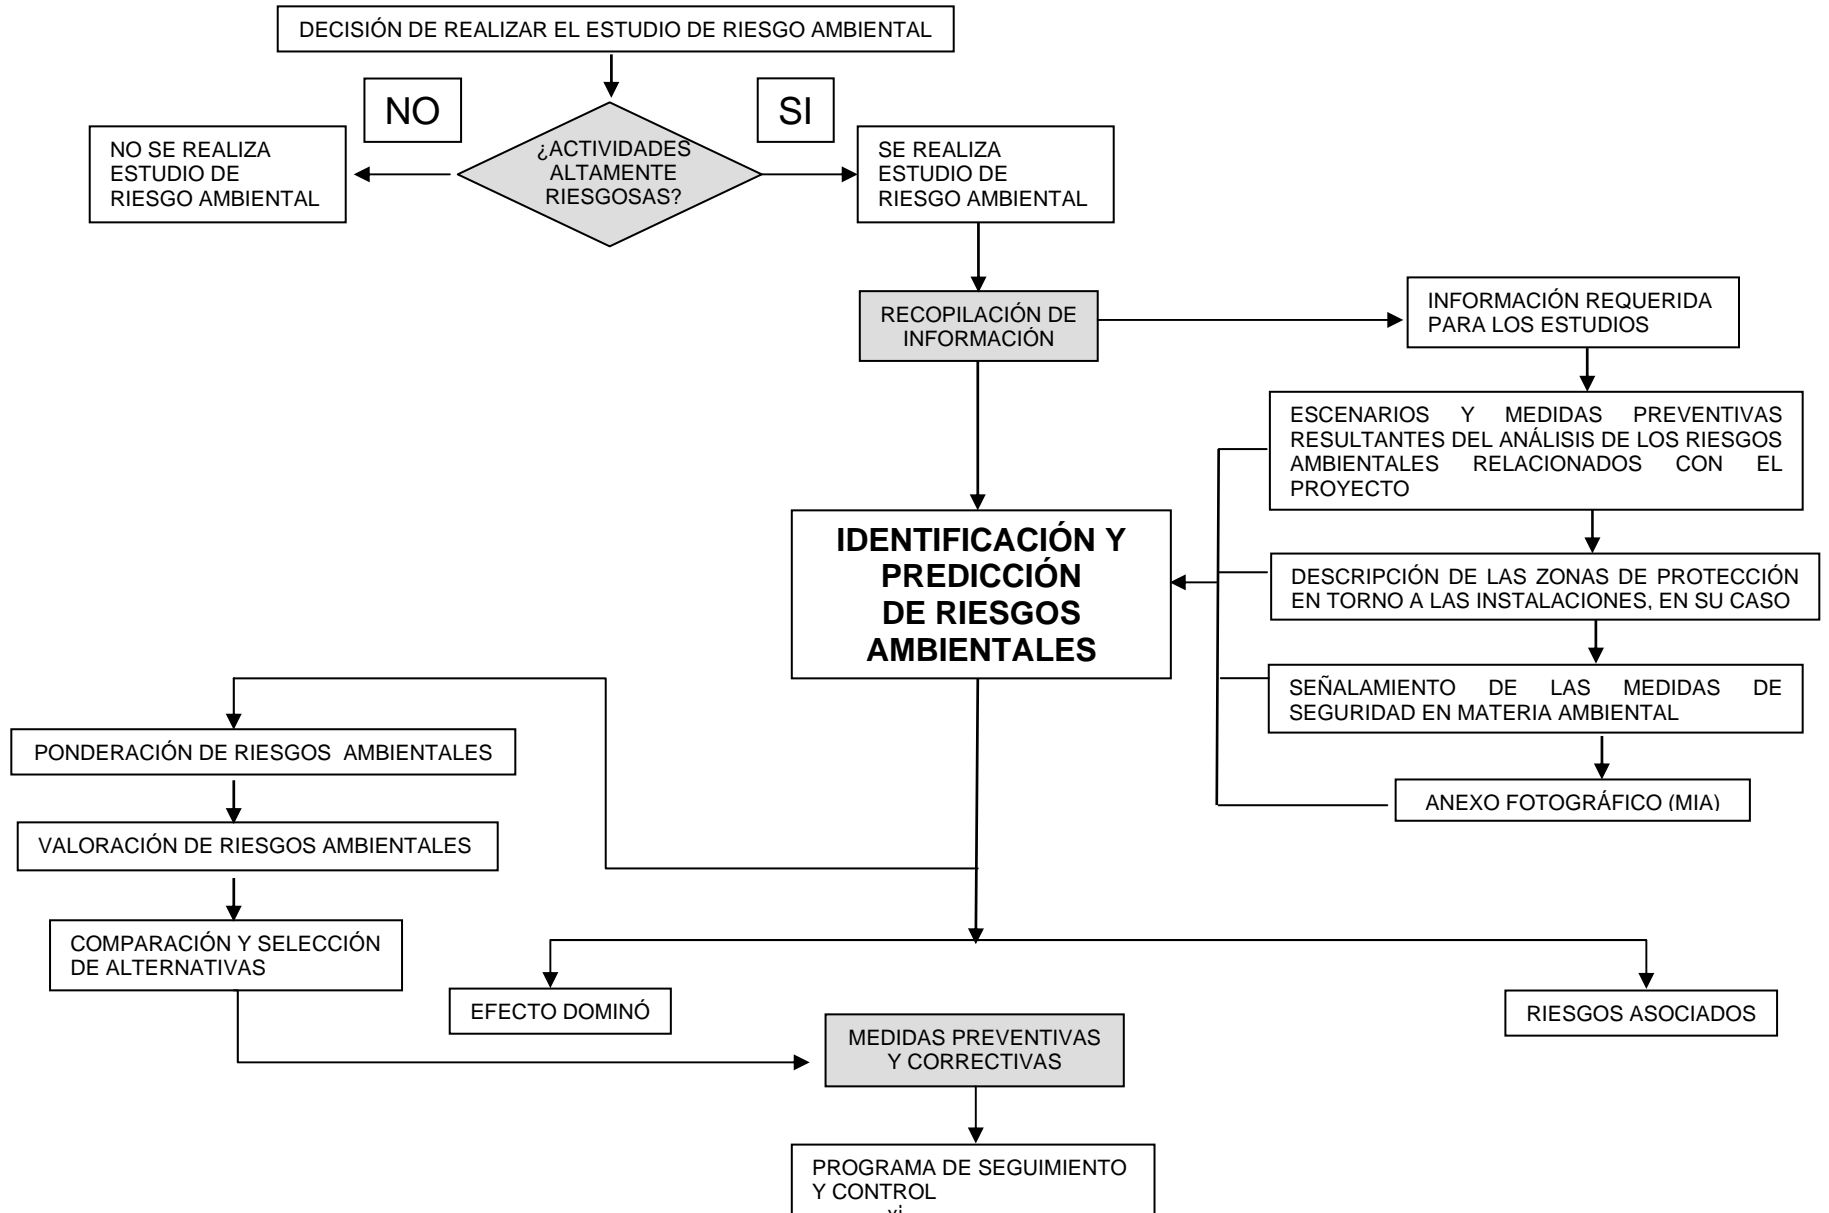 DECISIÓN DE REALIZAR EL ESTUDIO DE RIESGO AMBIENTAL
NO
SI
NO SE REALIZA
ESTUDIO DE
RIESGO AMBIENTAL
¿ACTIVIDADES
ALTAMENTE
RIESGOSAS?
SE REALIZA
ESTUDIO DE
RIESGO AMBIENTAL
RECOPILACIÓN DE
INFORMACIÓN
INFORMACIÓN REQUERIDA
PARA LOS ESTUDIOS
ESCENARIOS Y MEDIDAS PREVENTIVAS
RESULTANTES DEL ANÁLISIS DE LOS RIESGOS
AMBIENTALES RELACIONADOS CON EL
PROYECTO
IDENTIFICACIÓN Y
PREDICCIÓN
DE RIESGOS
AMBIENTALES
DESCRIPCIÓN DE LAS ZONAS DE PROTECCIÓN
EN TORNO A LAS INSTALACIONES, EN SU CASO
SEÑALAMIENTO DE LAS MEDIDAS DE
SEGURIDAD EN MATERIA AMBIENTAL
ANEXO FOTOGRÁFICO (MIA)
PONDERACIÓN DE RIESGOS AMBIENTALES
VALORACIÓN DE RIESGOS AMBIENTALES
COMPARACIÓN Y SELECCIÓN
DE ALTERNATIVAS
EFECTO DOMINÓ
RIESGOS ASOCIADOS
MEDIDAS PREVENTIVAS
Y CORRECTIVAS
PROGRAMA DE SEGUIMIENTO
Y CONTROL
xi